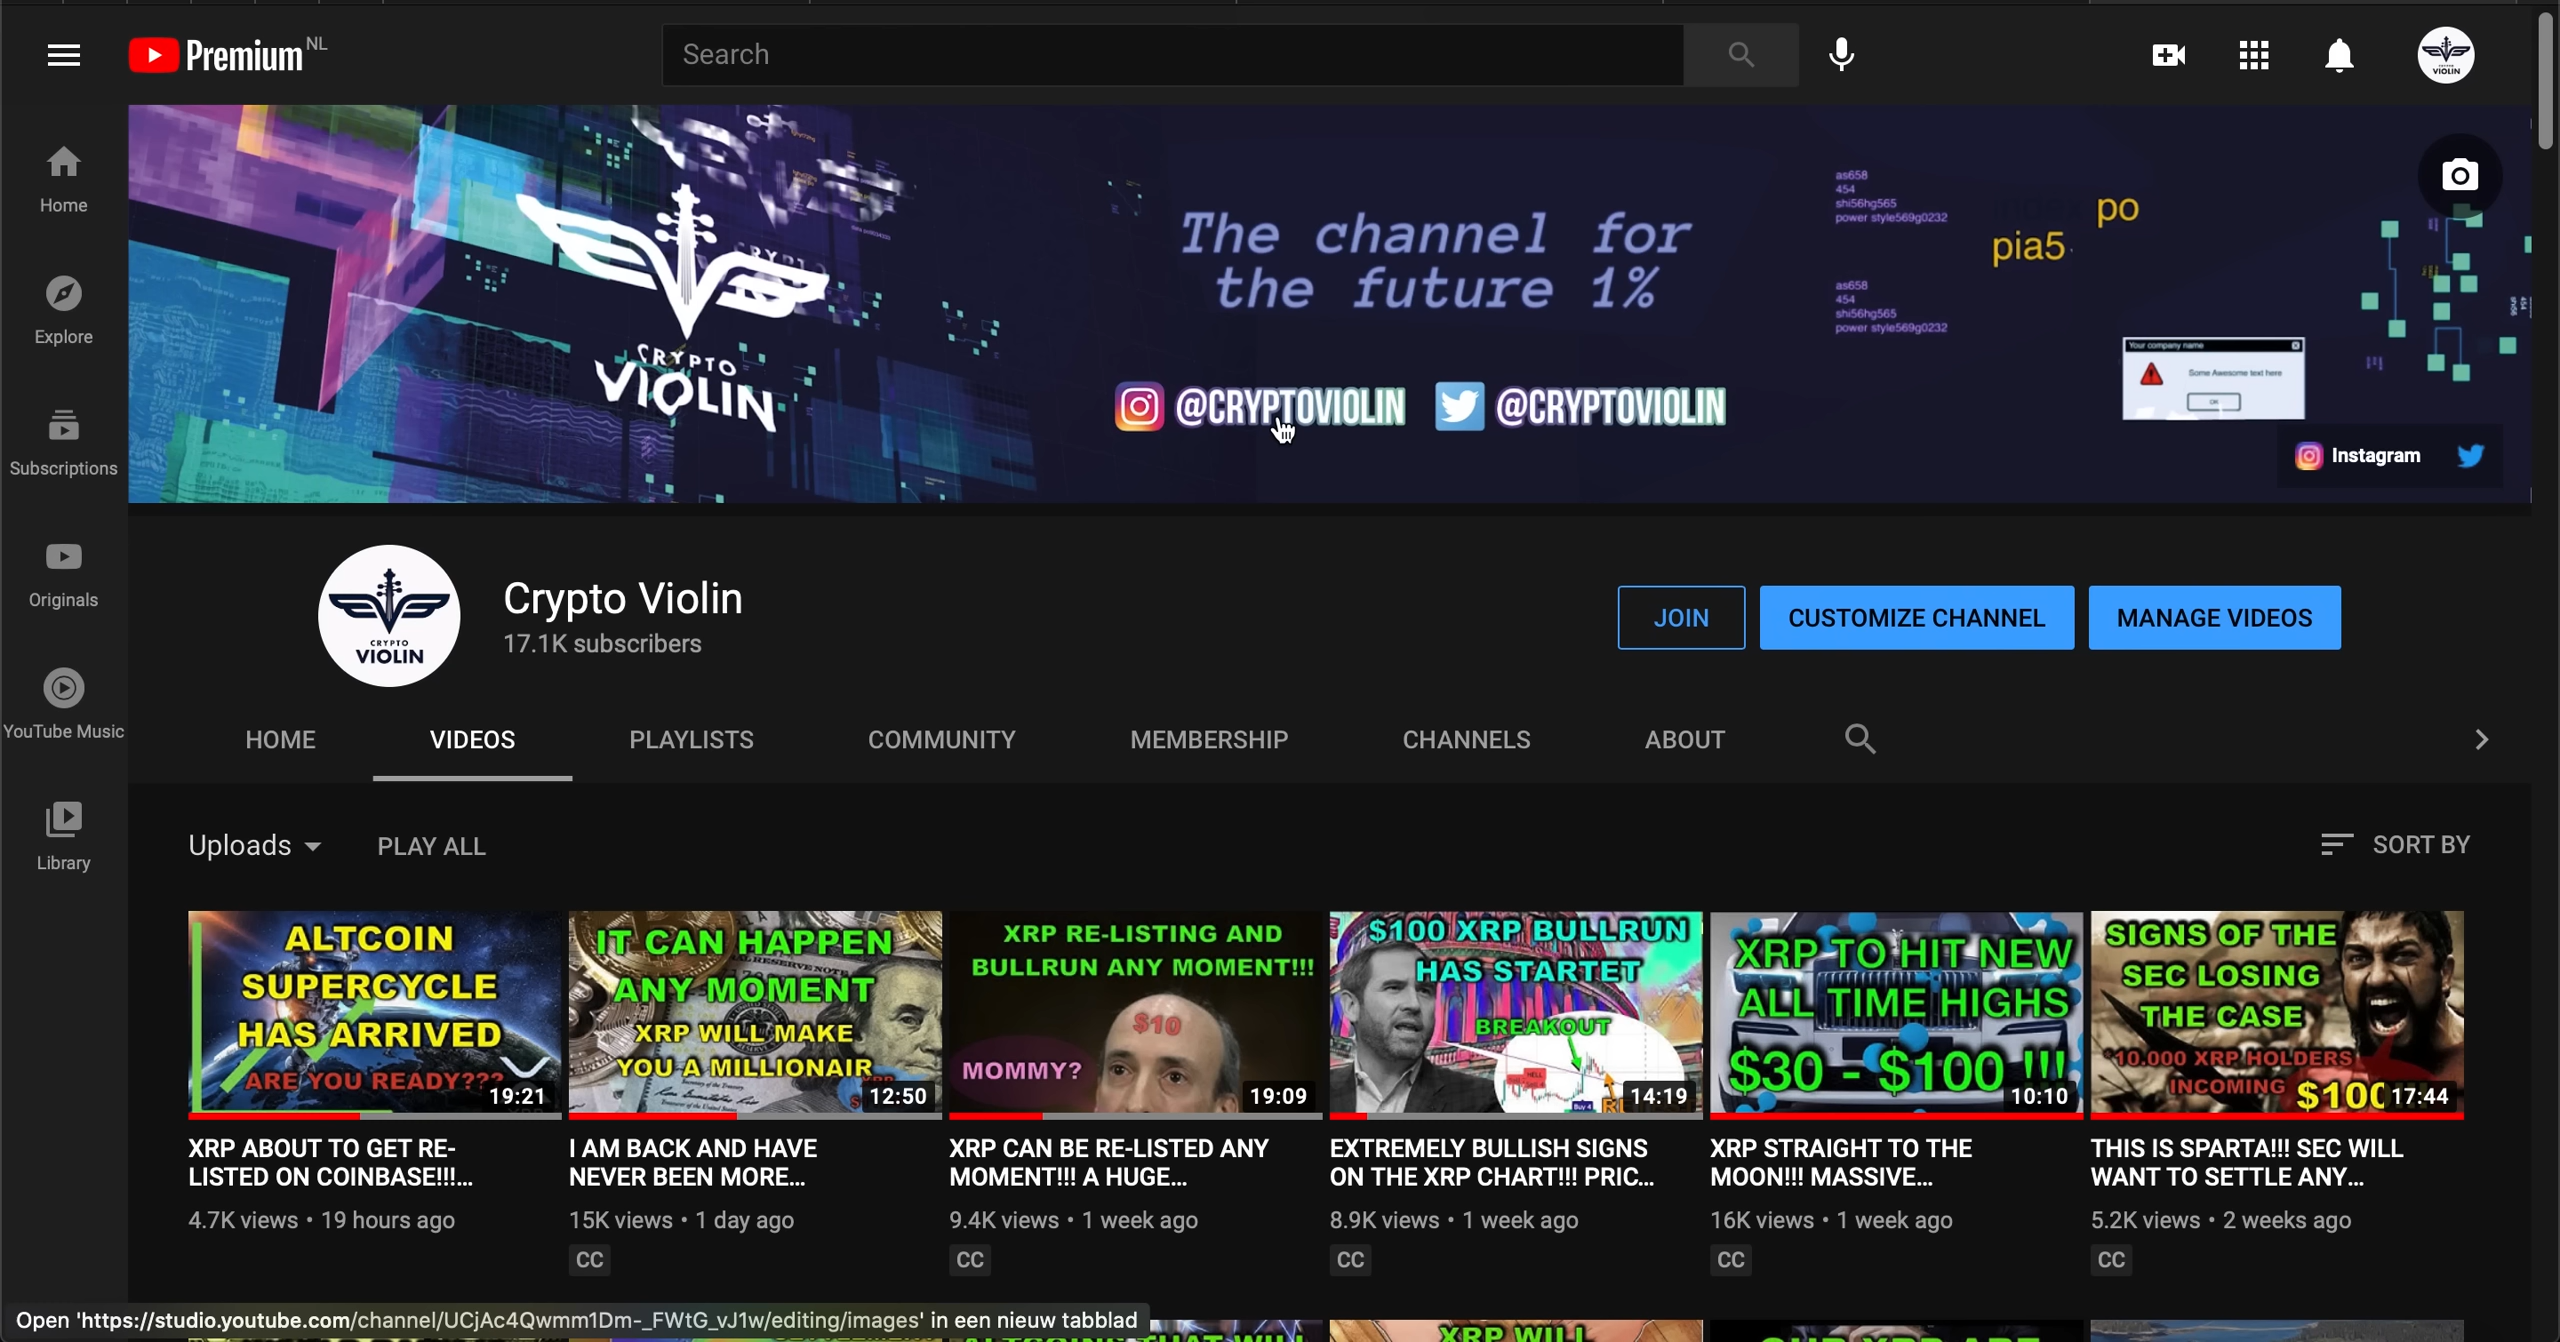 Premium NL
Search
Home
Explore
Subscriptions
Originals
YouTube Music
Library
CRYPTO
VIOLIN
The channel for
the future 1%
@CRYPTOVIOLIN
@CRYPTOVIOLIN
as658
454
shi56hg565
power style569g0232
po
pia5
as658
454
shi56hg565
power style569g0232
Your company name
Some Awesome text here
OK
Instagram
CRYPTO
VIOLIN
Crypto Violin
17.1K subscribers
JOIN
CUSTOMIZE CHANNEL
MANAGE VIDEOS
HOME
VIDEOS
PLAYLISTS
COMMUNITY
MEMBERSHIP
CHANNELS
ABOUT
Uploads
PLAY ALL
SORT BY
ALTCOIN
SUPERCYCLE
HAS ARRIVED
ARE YOU READY???
19:21
XRP ABOUT TO GET RE-
LISTED ON COINBASE!!!...
4.7K views • 19 hours ago
IT CAN HAPPEN
ANY MOMENT
XRP WILL MAKE
YOU A MILLIONAIR
12:50
I AM BACK AND HAVE
NEVER BEEN MORE...
15K views • 1 day ago
CC
XRP RE-LISTING AND
BULLRUN ANY MOMENT!!!
$10
MOMMY?
19:09
XRP CAN BE RE-LISTED ANY
MOMENT!!! A HUGE...
9.4K views • 1 week ago
CC
$100 XRP BULLRUN
HAS STARTET
BREAKOUT
14:19
EXTREMELY BULLISH SIGNS
ON THE XRP CHART!!! PRIC...
8.9K views • 1 week ago
CC
XRP TO HIT NEW
ALL TIME HIGHS
$30 - $100 !!!
10:10
XRP STRAIGHT TO THE
MOON!!! MASSIVE...
16K views • 1 week ago
CC
SIGNS OF THE
SEC LOSING
THE CASE
10.000 XRP HOLDERS
INCOMING $100
17:44
THIS IS SPARTA!!! SEC WILL
WANT TO SETTLE ANY...
5.2K views • 2 weeks ago
CC
Open 'https://studio.youtube.com/channel/UCjAc4Qwmm1Dm-_FWtG_vJ1w/editing/images' in een nieuw tabblad
XRP WILL